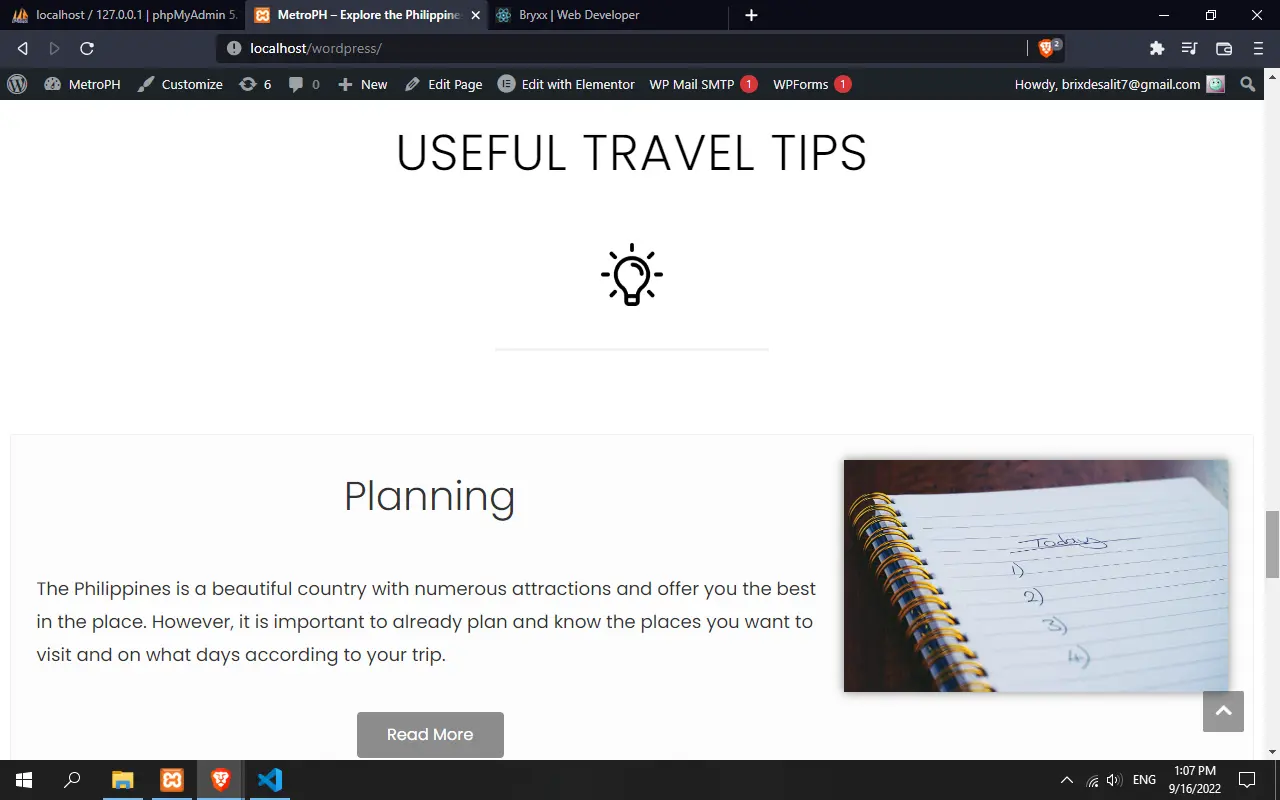 localhost / 127.0.0.1 | phpMyAdmin 5.
MetroPH – Explore the Philippine
Bryxx | Web Developer
localhost/wordpress/
2
MetroPH Customize 6 0 New Edit Page Edit with Elementor WP Mail SMTP 1 WPForms 1 Howdy, brixdesalit7@gmail.com
USEFUL TRAVEL TIPS
Planning
The Philippines is a beautiful country with numerous attractions and offer you the best
in the place. However, it is important to already plan and know the places you want to
visit and on what days according to your trip.
Today
1)
2)
3)
4)
Read More
ENG
1:07 PM
9/16/2022